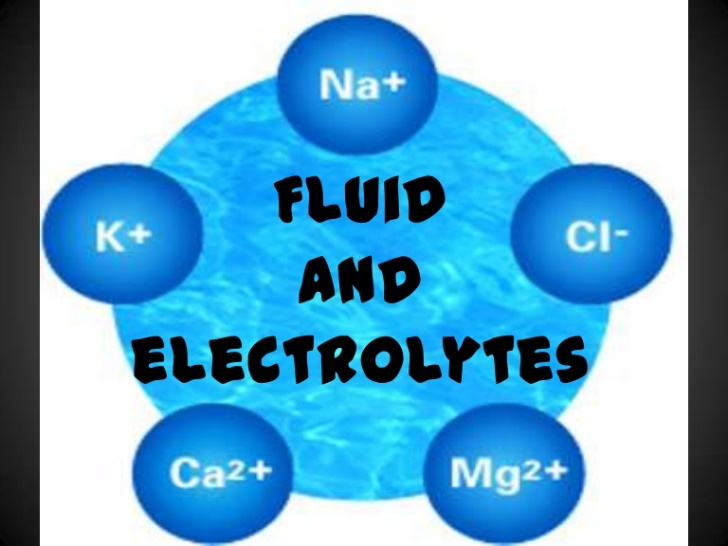 Na+
K+
Cl-
FLUID
AND
ELECTROLYTES
Ca2+
Mg2+